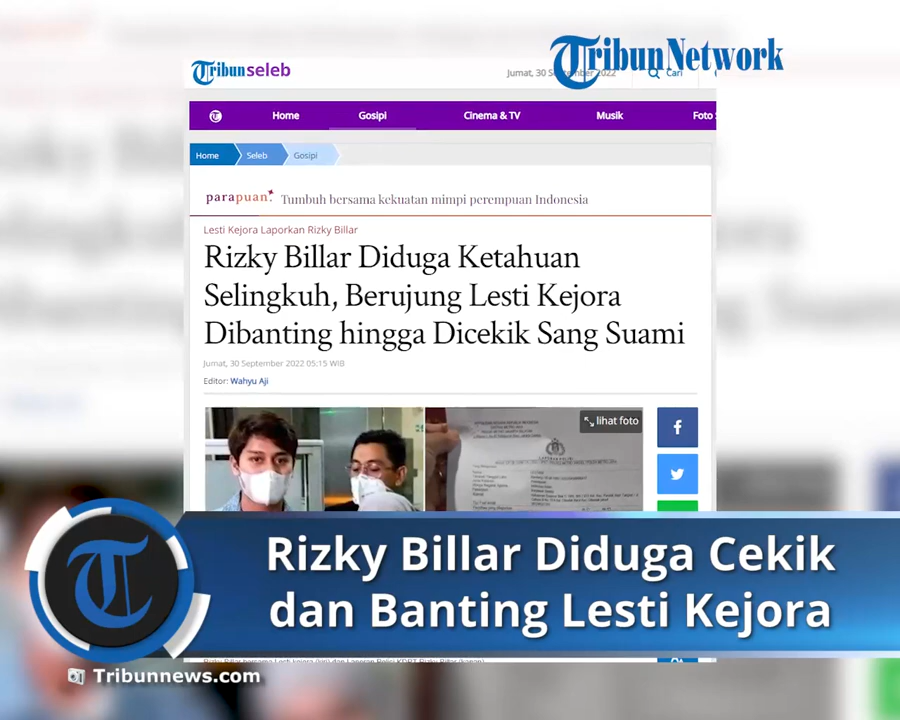 Tribun Network
Tribunseleb
Jumat, 30 September 2022
Cari
Home
Gosipi
Cinema & TV
Musik
Foto
Home
Seleb
Gosipi
parapuan.
Tumbuh bersama kekuatan mimpi perempuan Indonesia
Lesti Kejora Laporkan Rizky Billar
Rizky Billar Diduga Ketahuan
Selingkuh, Berujung Lesti Kejora
Dibanting hingga Dicekik Sang Suami
Jumat, 30 September 2022 05:15 WIB
Editor: Wahyu Aji
lihat foto
Rizky Billar Diduga Cekik
dan Banting Lesti Kejora
Tribunnews.com